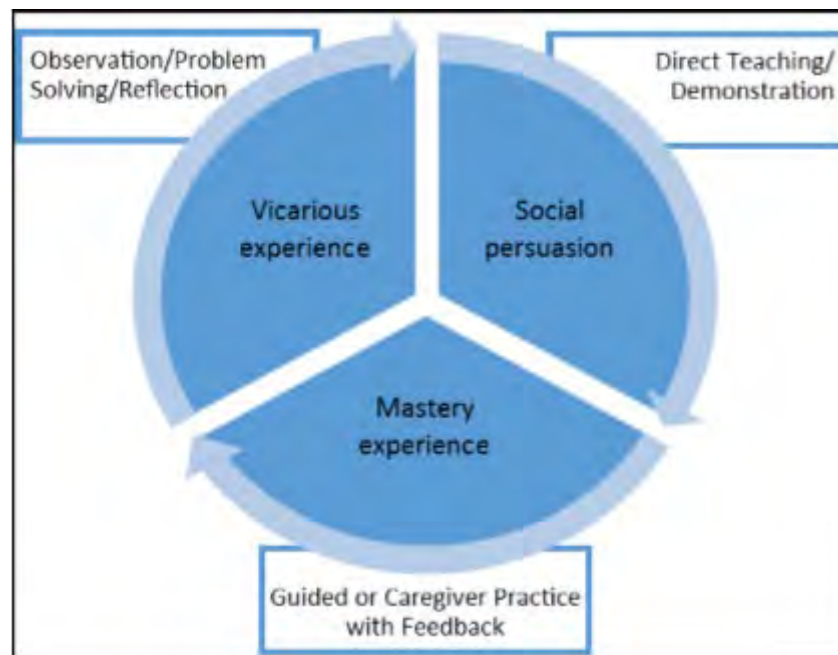 Observation/Problem
Solving/Reflection
Direct Teaching/
Demonstration
Vicarious
experience
Social
persuasion
Mastery
experience
Guided or Caregiver Practice
with Feedback